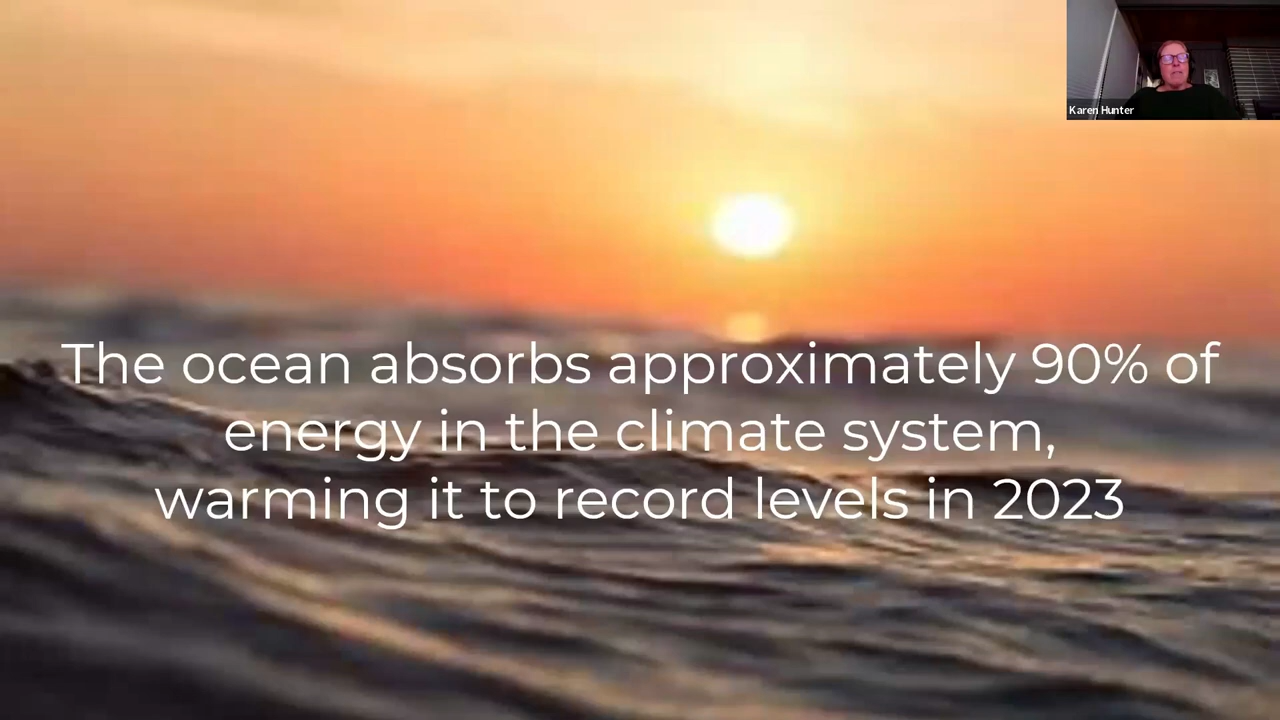 Karen Hunter
The ocean absorbs approximately 90% of
energy in the climate system,
warming it to record levels in 2023